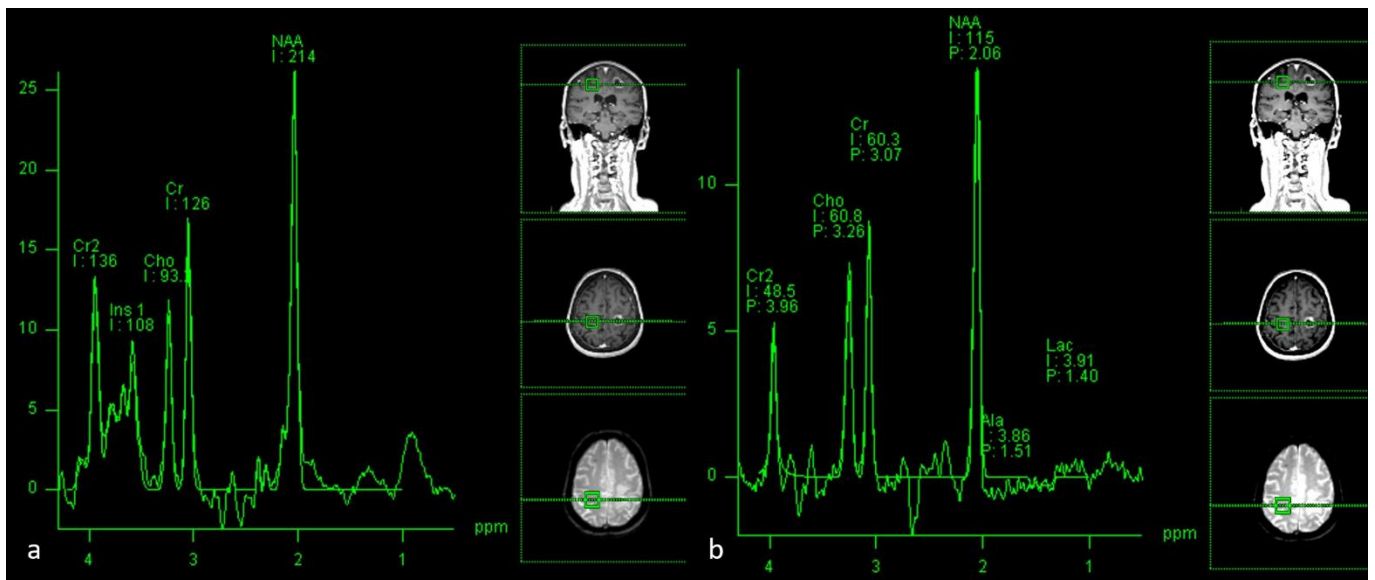 NAA
I : 214
25
20
15
10
5
0
Cr
I : 126
Cr2
I : 136
Cho
I : 93.
Ins 1
I : 108
4
3
2
1
ppm
a
NAA
I : 115
P : 2.06
Cr
I : 60.3
P : 3.07
10
5
0
Cho
I : 60.8
P : 3.26
Cr2
I : 48.5
P : 3.96
Lac
I : 3.91
P : 1.40
Ala
: 3.86
P : 1.51
4
3
2
1
ppm
b